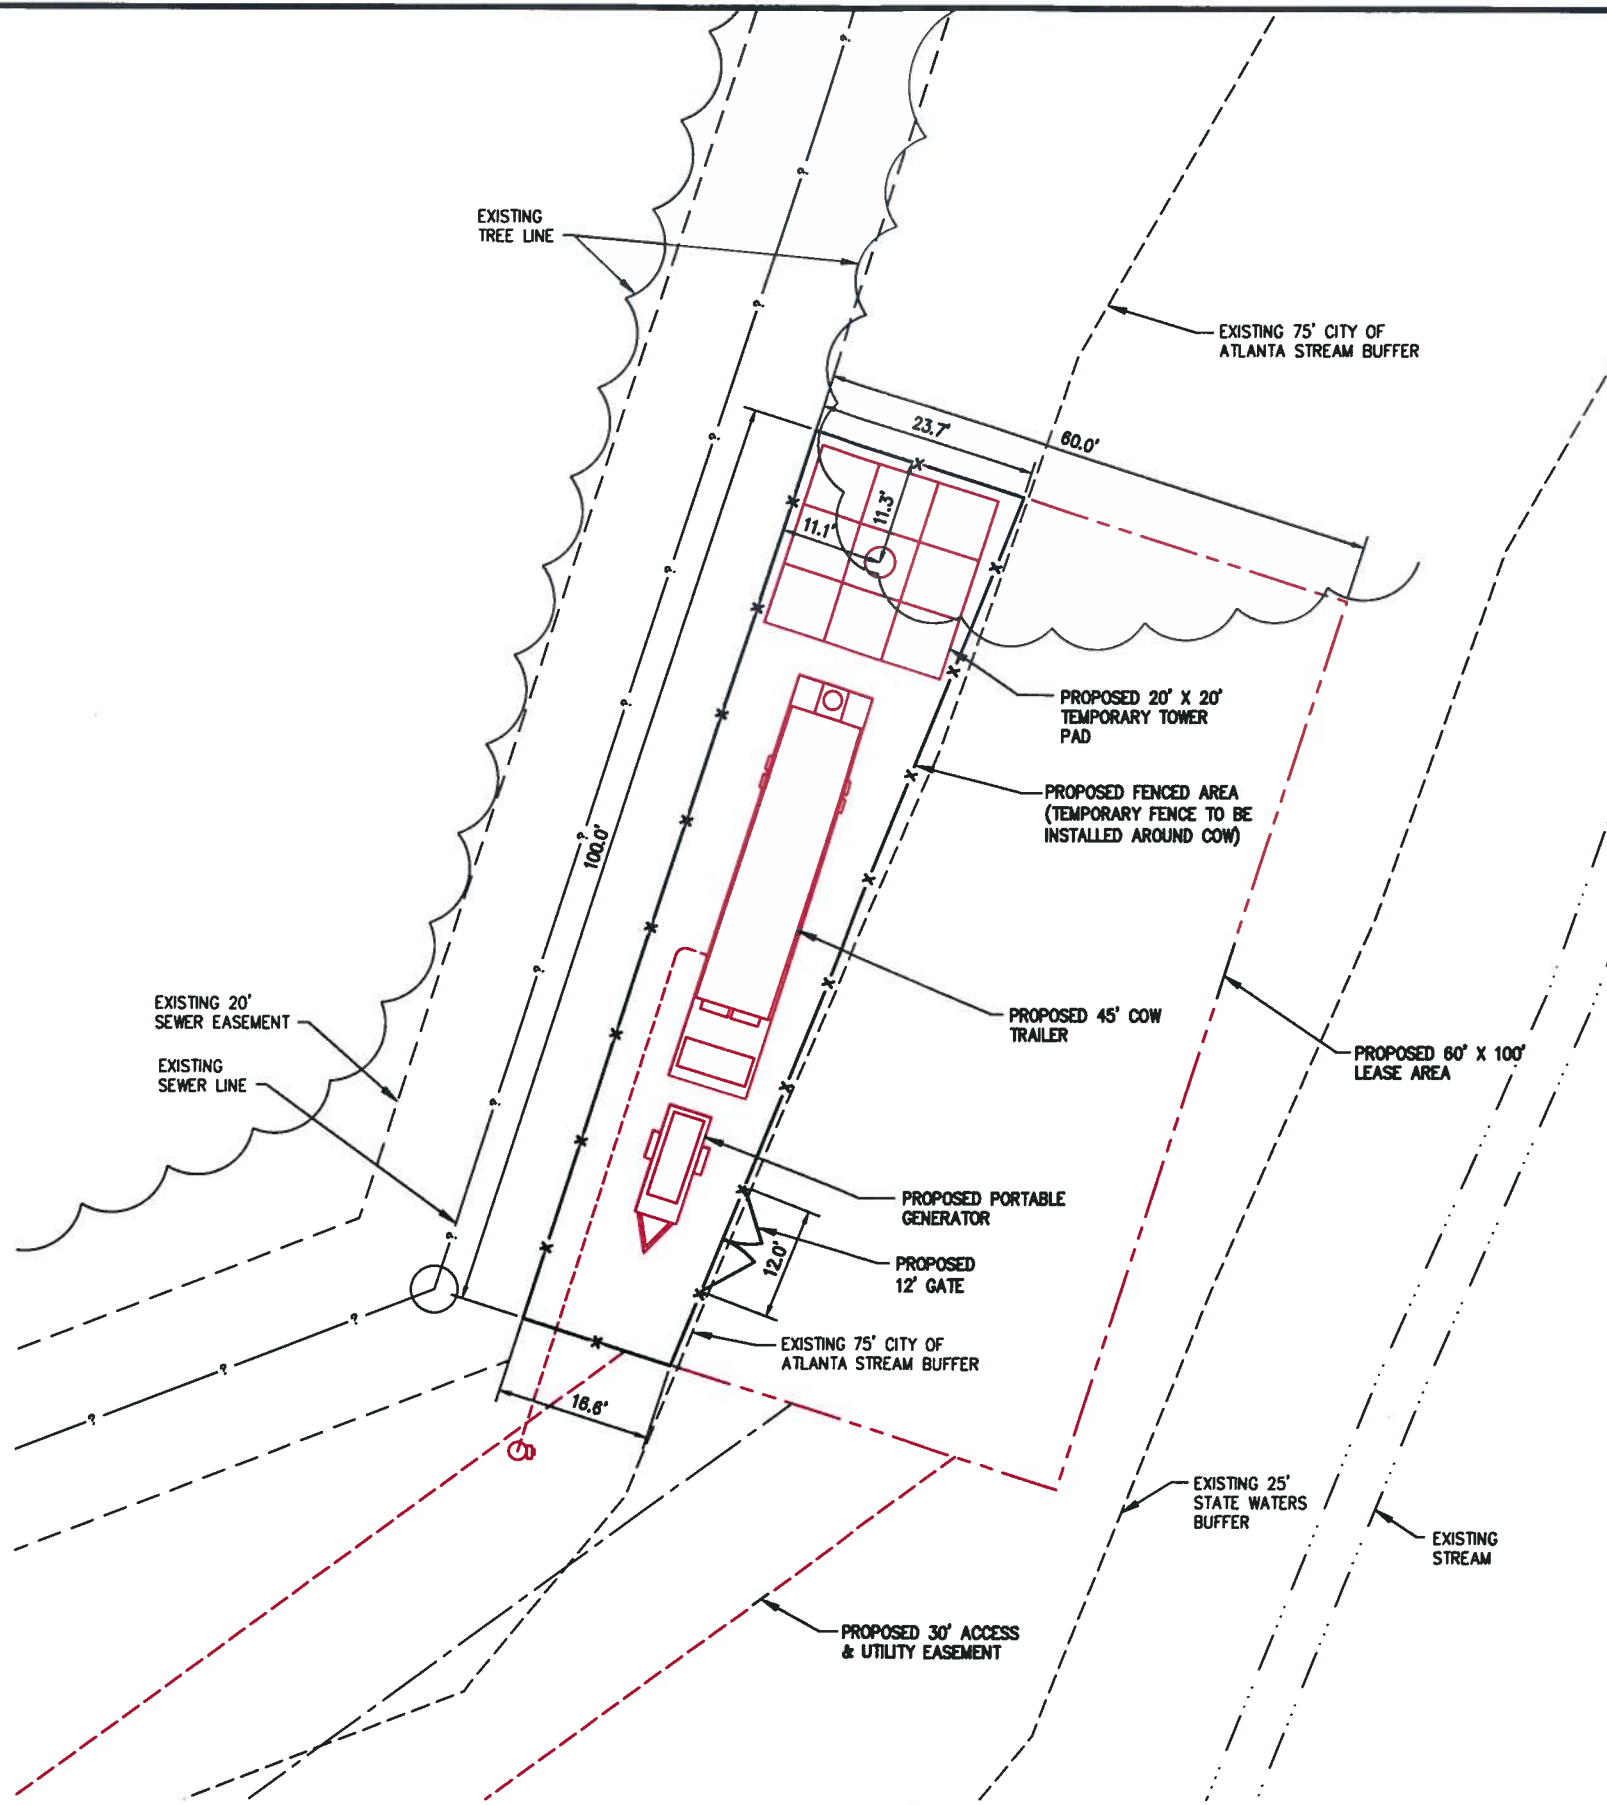 EXISTING
TREE LINE
EXISTING 75' CITY OF
ATLANTA STREAM BUFFER
23.7'
60.0'
11.3'
11.1'
PROPOSED 20' X 20'
TEMPORARY TOWER
PAD
PROPOSED FENCED AREA
(TEMPORARY FENCE TO BE
INSTALLED AROUND COW)
100.0'
EXISTING 20'
SEWER EASEMENT
EXISTING
SEWER LINE
PROPOSED 45' COW
TRAILER
PROPOSED 60' X 100'
LEASE AREA
PROPOSED PORTABLE
GENERATOR
12.0'
PROPOSED
12' GATE
EXISTING 75' CITY OF
ATLANTA STREAM BUFFER
16.6'
EXISTING 25'
STATE WATERS
BUFFER
EXISTING
STREAM
PROPOSED 30' ACCESS
& UTILITY EASEMENT